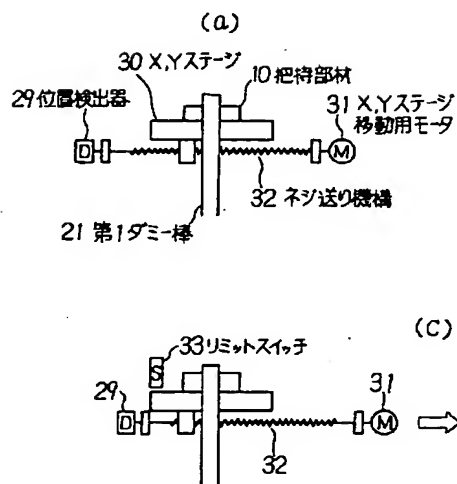 (a)
30 X,Yステージ
10 把持部材
29 位置検出器
31 X,Yステージ
移動用モータ
D
M
32 ネジ送り機構
21 第1ダミー棒
(C)
33 リミットスイッチ
S
29
31
D
M
32